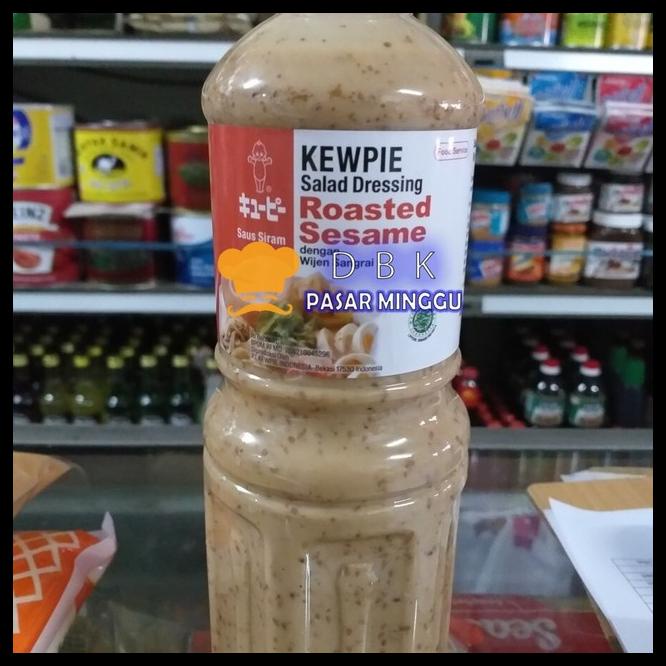 KEWPIE
Salad Dressing
Roasted
Sesame
dengan
Wijen Sangrai
キユーピー
Saus Siram
Food Service
D B K
PASAR MINGGU
Bekasi 17530 Indonesia
Sea